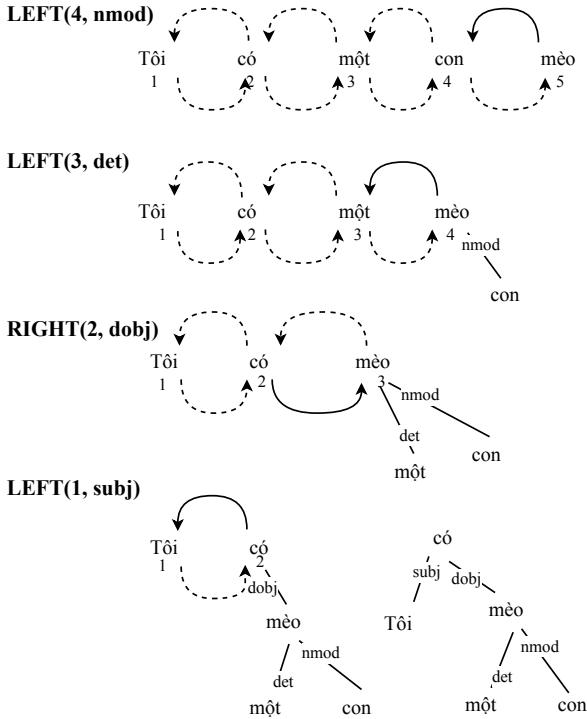 LEFT(4, nmod)
Tôi có một con mèo
1 2 3 4 5
LEFT(3, det)
Tôi có một mèo
1 2 3 4
nmod
con
RIGHT(2, dobj)
Tôi có mèo
1 2 3
nmod
det
con
một
LEFT(1, subj)
Tôi có
1 2
dobj
mèo
nmod
det
một con
có
subj dobj
Tôi mèo
nmod
det
một con